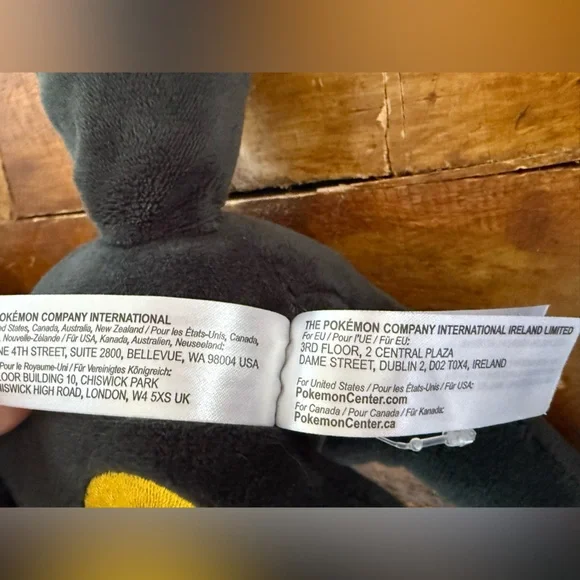 POKÉMON COMPANY INTERNATIONAL
States, Canada, Australia, New Zealand / Pour les États-Unis, Canada,
Nouvelle-Zélande / Für USA, Kanada, Australien, Neuseeland:
NE 4TH STREET, SUITE 2800, BELLEVUE, WA 98004 USA
Pour le Royaume-Uni / Für Vereinigtes Königreich:
BUILDING 10, CHISWICK PARK
HIGH ROAD, LONDON, W4 5XS UK
THE POKÉMON COMPANY INTERNATIONAL IRELAND LIMITED
For EU / Pour l'UE / Für EU:
3RD FLOOR, 2 CENTRAL PLAZA
DAME STREET, DUBLIN 2, D02 T0X4, IRELAND
For United States / Pour les États-Unis / Für USA:
PokemonCenter.com
For Canada / Pour Canada / Für Kanada:
PokemonCenter.ca